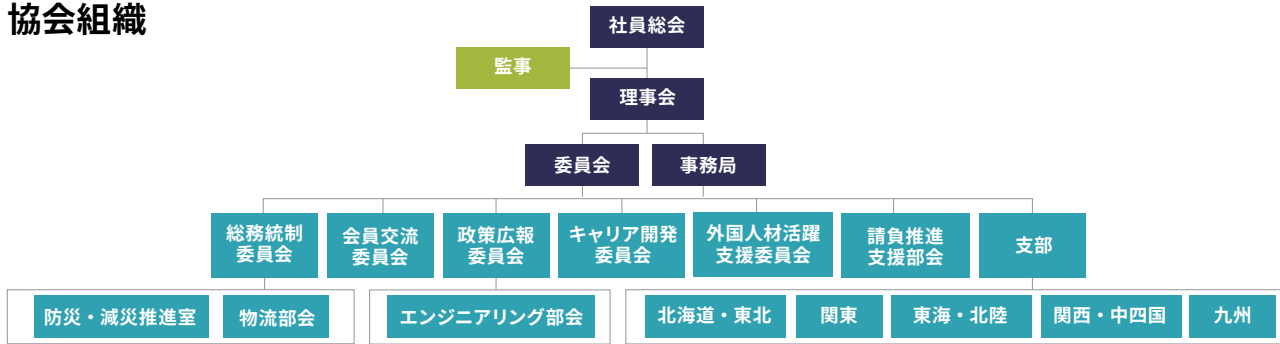 協会組織
社員総会
監事
理事会
委員会
事務局
総務統制
委員会
会員交流
委員会
政策広報
委員会
キャリア開発
委員会
外国人材活躍
支援委員会
請負推進
支援部会
支部
防災・減災推進室
物流部会
エンジニアリング部会
北海道・東北
関東
東海・北陸
関西・中四国
九州